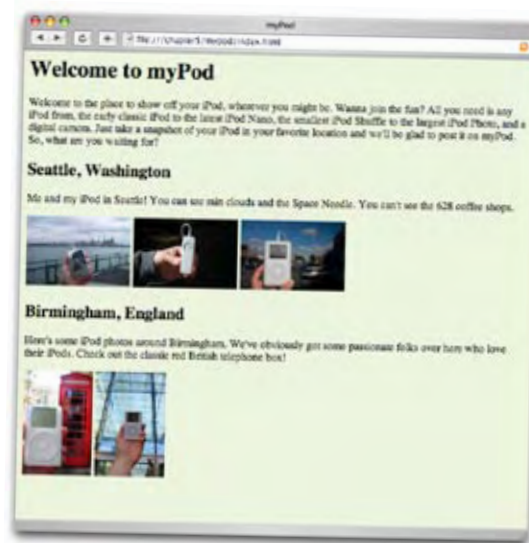 myPod
file:///chapter5/mypod/index.html
Welcome to myPod
Welcome to the place to show off your iPod, wherever you might be. Wanna join the fun? All you need is any
iPod from, the early classic iPod to the latest iPod Nano, the smallest iPod Shuffle to the largest iPod Photo, and a
digital camera. Just take a snapshot of your iPod in your favorite location and we'll be glad to post it on myPod.
So, what are you waiting for?
Seattle, Washington
Me and my iPod in Seattle! You can see rain clouds and the Space Needle. You can't see the 628 coffee shops.
Birmingham, England
Here's some iPod photos around Birmingham. We've obviously got some passionate folks over here who love
their iPods. Check out the classic red British telephone box!